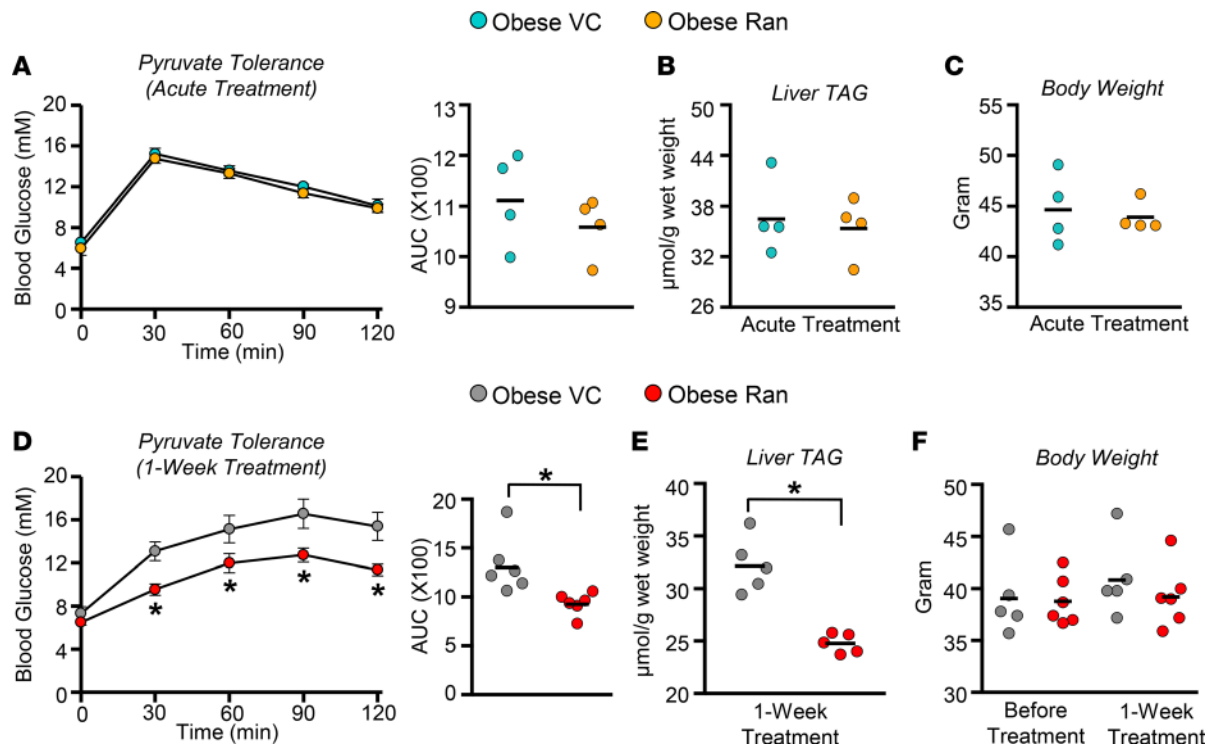 Obese VC Obese Ran
A
Pyruvate Tolerance
(Acute Treatment)
Blood Glucose (mM)
20
16
12
8
4
0
0 30 60 90 120
Time (min)
AUC (X100)
13
12
11
10
9
B
Liver TAG
µmol/g wet weight
50
44
38
32
26
Acute Treatment
C
Body Weight
Gram
55
50
45
40
35
Acute Treatment
Obese VC Obese Ran
D
Pyruvate Tolerance
(1-Week Treatment)
Blood Glucose (mM)
20
16
12
8
4
0
* * * *
0 30 60 90 120
Time (min)
AUC (X100)
20
15
10
5
0
*
E
Liver TAG
µmol/g wet weight
40
35
30
25
20
*
1-Week
Treatment
F
Body Weight
Gram
50
45
40
35
30
Before
Treatment
1-Week
Treatment